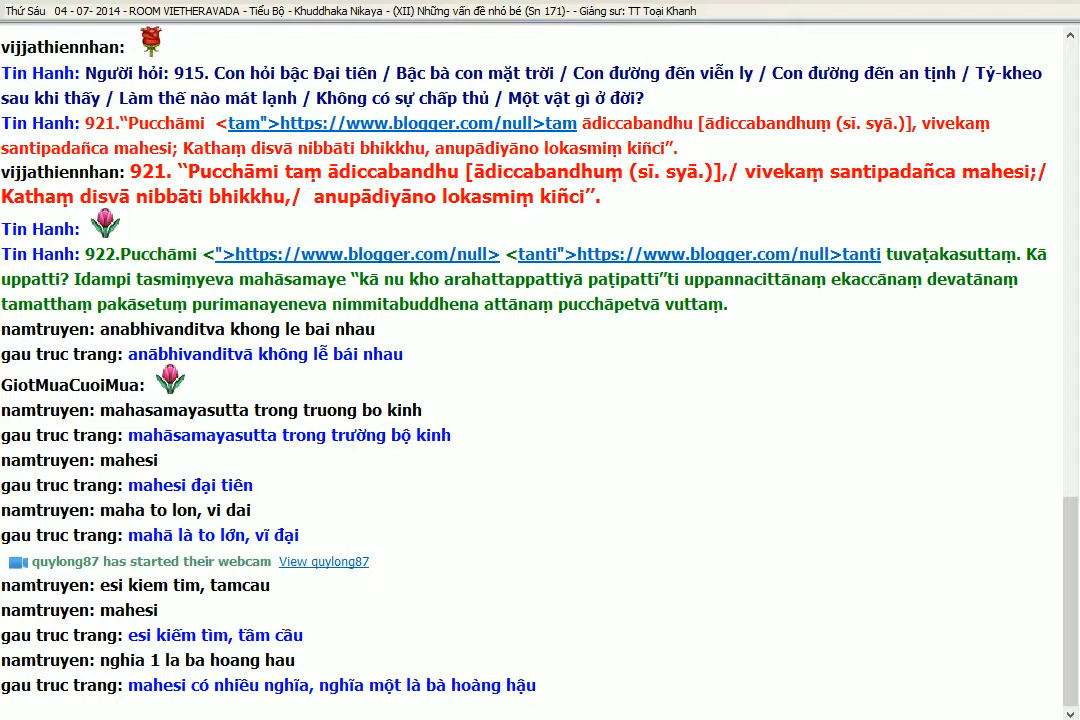 Thứ Sáu   04 - 07- 2014 - ROOM VIETHERAVADA - Tiểu Bộ - Khuddhaka Nikaya - (XII) Những vấn đề nhỏ bé (Sn 171)- - Giảng sư: TT Toại Khanh
vijjathiennhan:
Tin Hanh: Người hỏi: 915. Con hỏi bậc Đại tiên / Bậc bà con mặt trời / Con đường đến viễn ly / Con đường đến an tịnh / Tỷ-kheo
sau khi thấy / Làm thế nào mát lạnh / Không có sự chấp thủ / Một vật gì ở đời?
Tin Hanh: 921.“Pucchāmi  <tam">https://www.blogger.com/null>tam ādiccabandhu [ādiccabandhuṃ (sī. syā.)], vivekaṃ
santipadañca mahesi; Kathaṃ disvā nibbāti bhikkhu, anupādiyāno lokasmiṃ kiñci”.
vijjathiennhan: 921. “Pucchāmi taṃ ādiccabandhu [ādiccabandhuṃ (sī. syā.)],/ vivekaṃ santipadañca mahesi;/
Kathaṃ disvā nibbāti bhikkhu,/  anupādiyāno lokasmiṃ kiñci”.
Tin Hanh:
Tin Hanh: 922.Pucchāmi <">https://www.blogger.com/null> <tanti">https://www.blogger.com/null>tanti tuvaṭakasuttaṃ. Kā
uppatti? Idampi tasmiṃyeva mahāsamaye “kā nu kho arahattappattiyā paṭipattī”ti uppannacittānaṃ ekaccānaṃ devatānaṃ
tamatthaṃ pakāsetuṃ purimanayeneva nimmitabuddhena attānaṃ pucchāpetvā vuttaṃ.
namtruyen: anabhivanditva khong le bai nhau
gau truc trang: anābhivanditvā không lễ bái nhau
GiotMuaCuoiMua:
namtruyen: mahasamayasutta trong truong bo kinh
gau truc trang: mahāsamayasutta trong trường bộ kinh
namtruyen: mahesi
gau truc trang: mahesi đại tiên
namtruyen: maha to lon, vi dai
gau truc trang: mahā là to lớn, vĩ đại
quylong87 has started their webcam  View quylong87
namtruyen: esi kiem tim, tamcau
namtruyen: mahesi
gau truc trang: esi kiếm tìm, tầm cầu
namtruyen: nghia 1 la ba hoang hau
gau truc trang: mahesi có nhiều nghĩa, nghĩa một là bà hoàng hậu